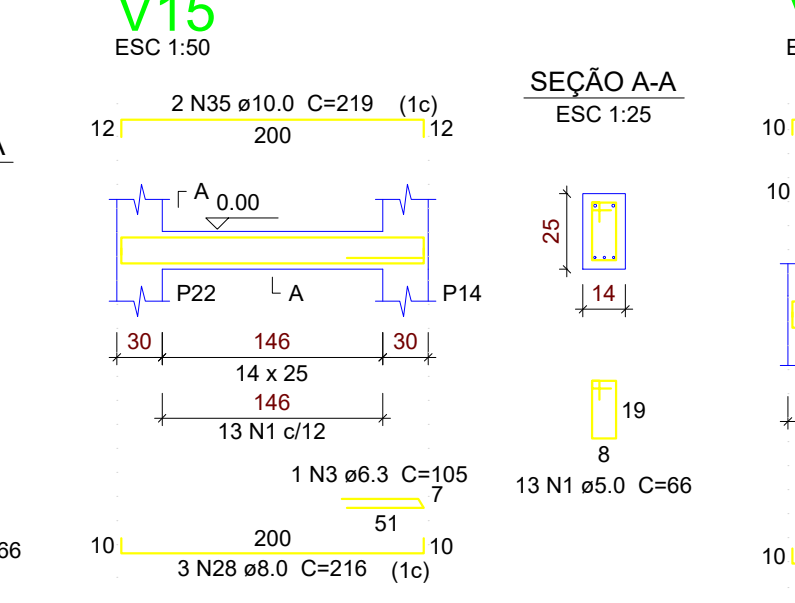 V15
ESC 1:50
2 N35 ø10.0 C=219 (1c)
12
200
12
A
A
0.00
P22
A
P14
30
146
30
14 x 25
146
13 N1 c/12
1 N3 ø6.3 C=105
7
51
10
200
10
3 N28 ø8.0 C=216 (1c)
SEÇÃO A-A
ESC 1:25
25
14
19
8
13 N1 ø5.0 C=66
66
10
10
10